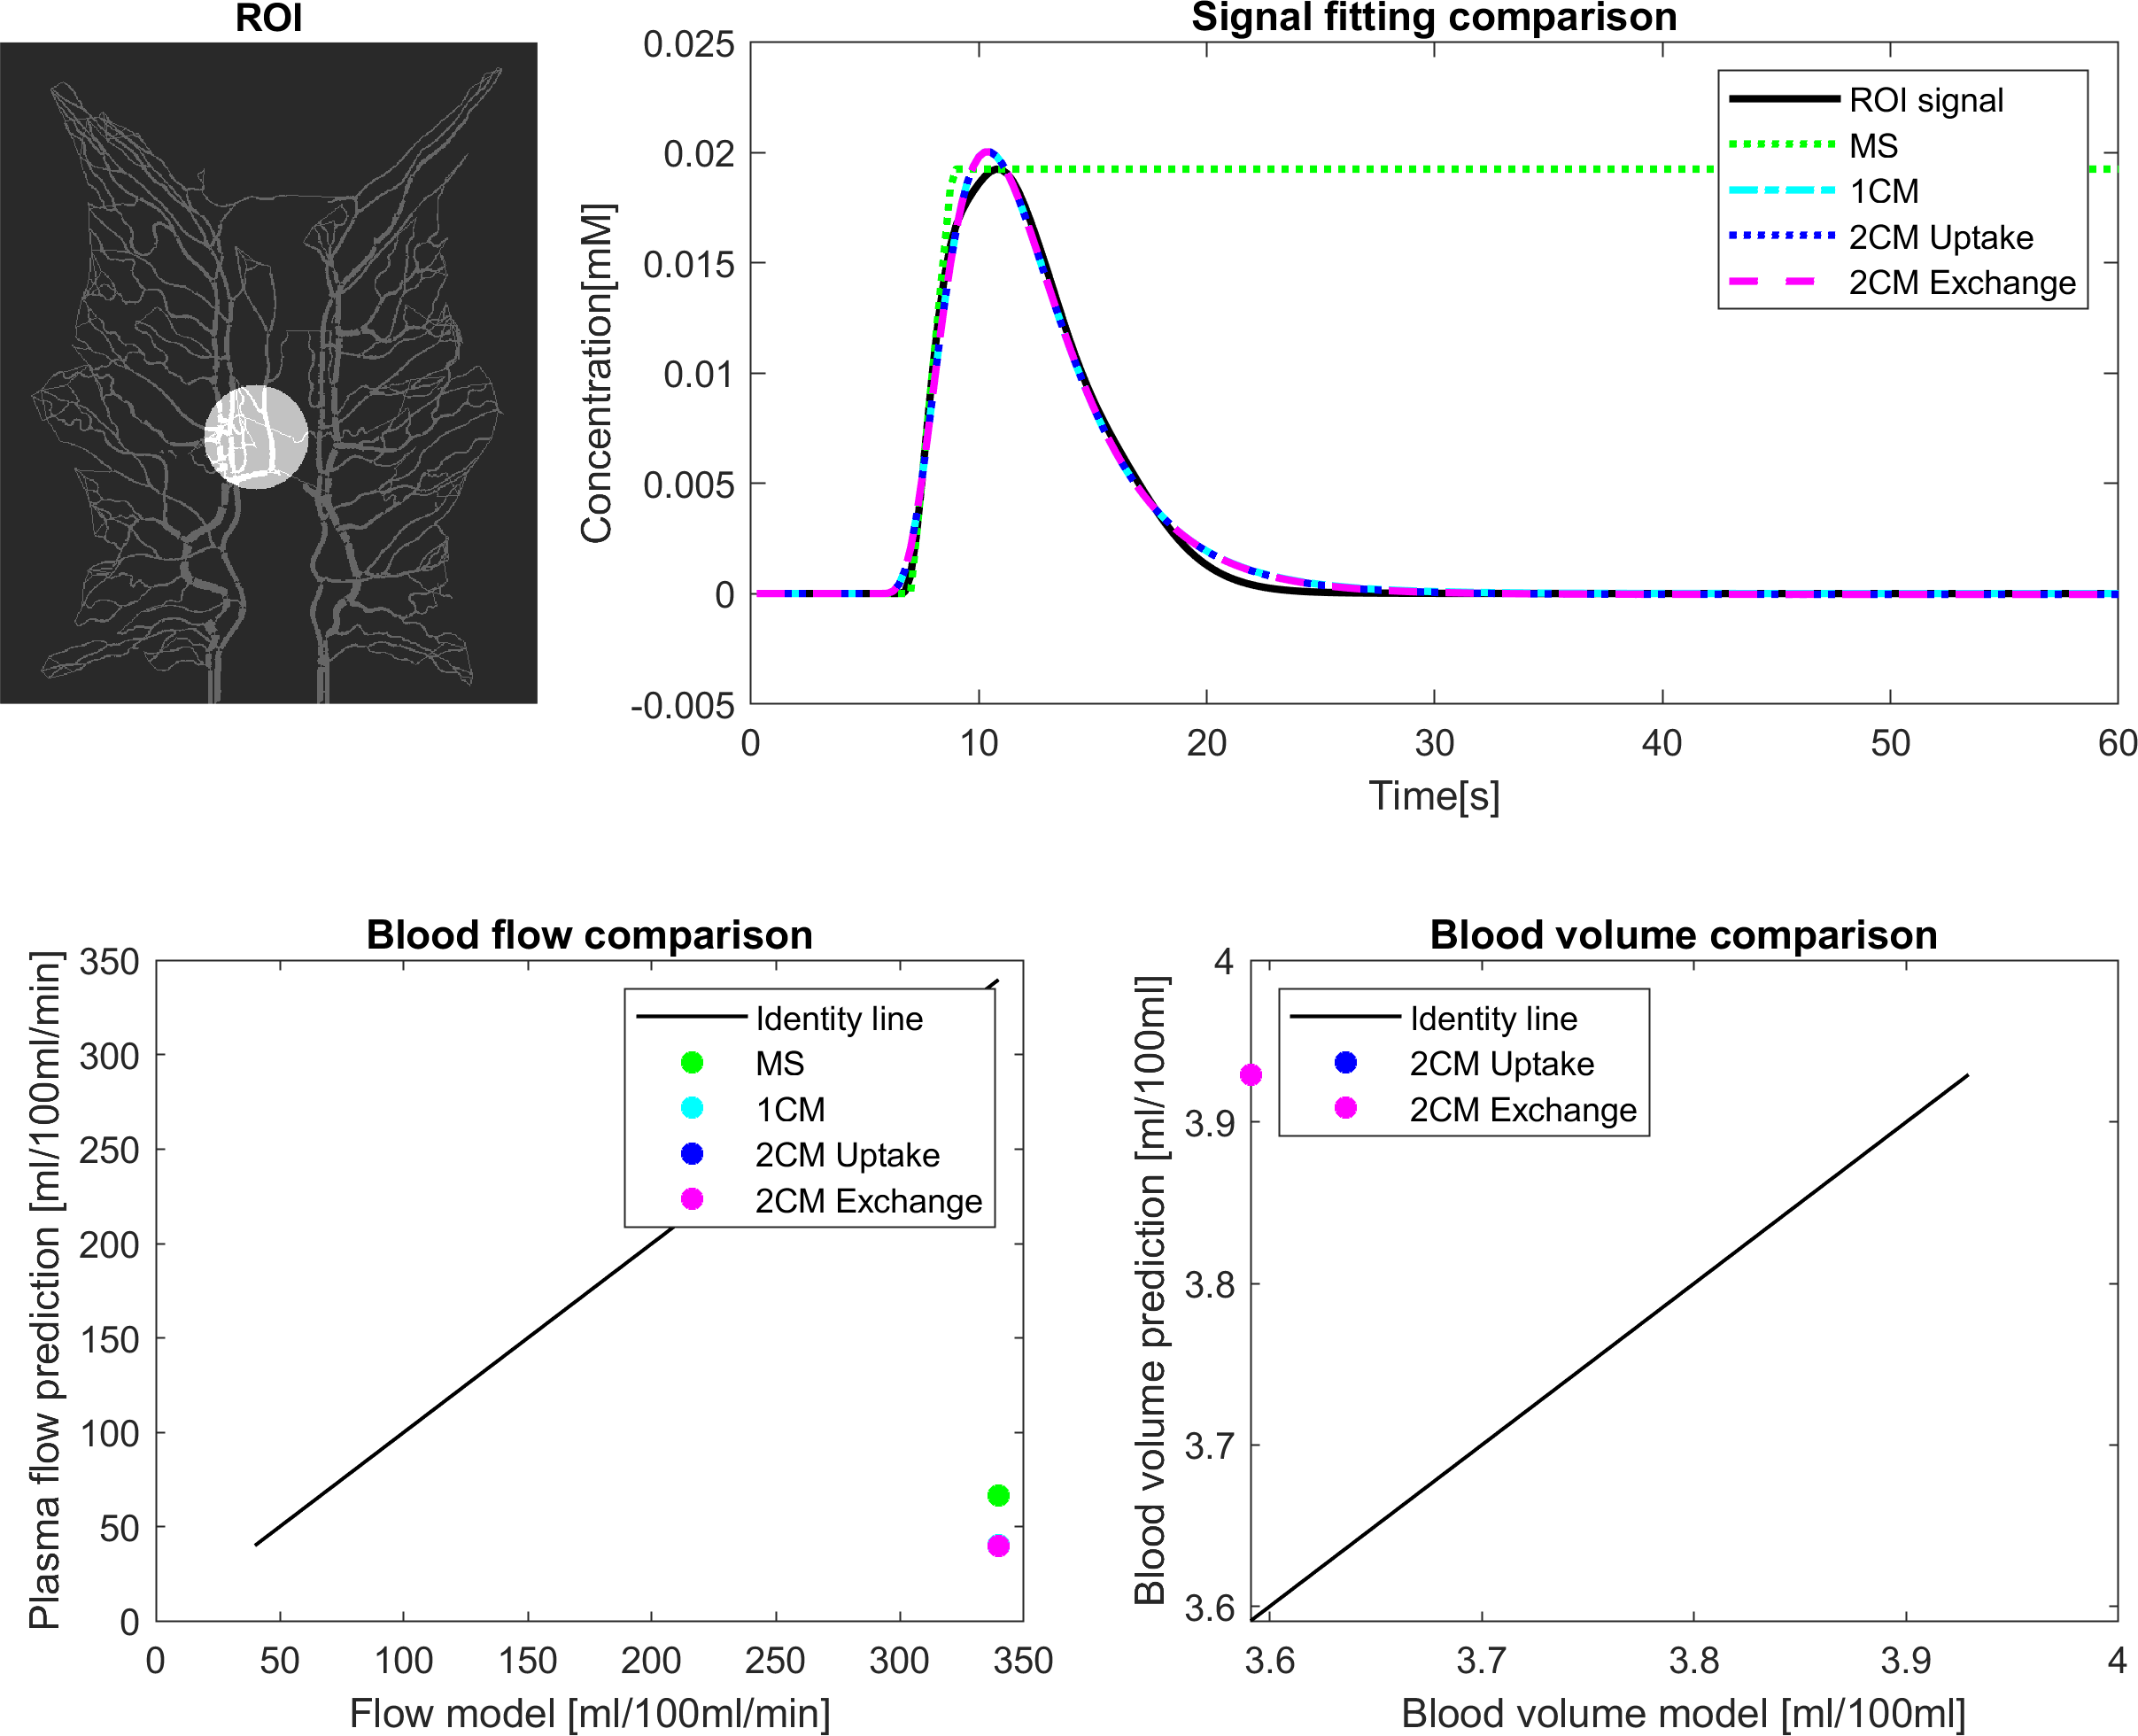 ROI
Signal fitting comparison
0.025
0.02
0.015
0.01
0.005
0
-0.005
Concentration[mM]
ROI signal
MS
1CM
2CM Uptake
2CM Exchange
0 10 20 30 40 50 60
Time[s]
Blood flow comparison
350
300
250
200
150
100
50
0
Plasma flow prediction [ml/100ml/min]
Identity line
MS
1CM
2CM Uptake
2CM Exchange
0 50 100 150 200 250 300 350
Flow model [ml/100ml/min]
Blood volume comparison
4
3.9
3.8
3.7
3.6
Blood volume prediction [ml/100ml]
Identity line
2CM Uptake
2CM Exchange
3.6 3.7 3.8 3.9 4
Blood volume model [ml/100ml]